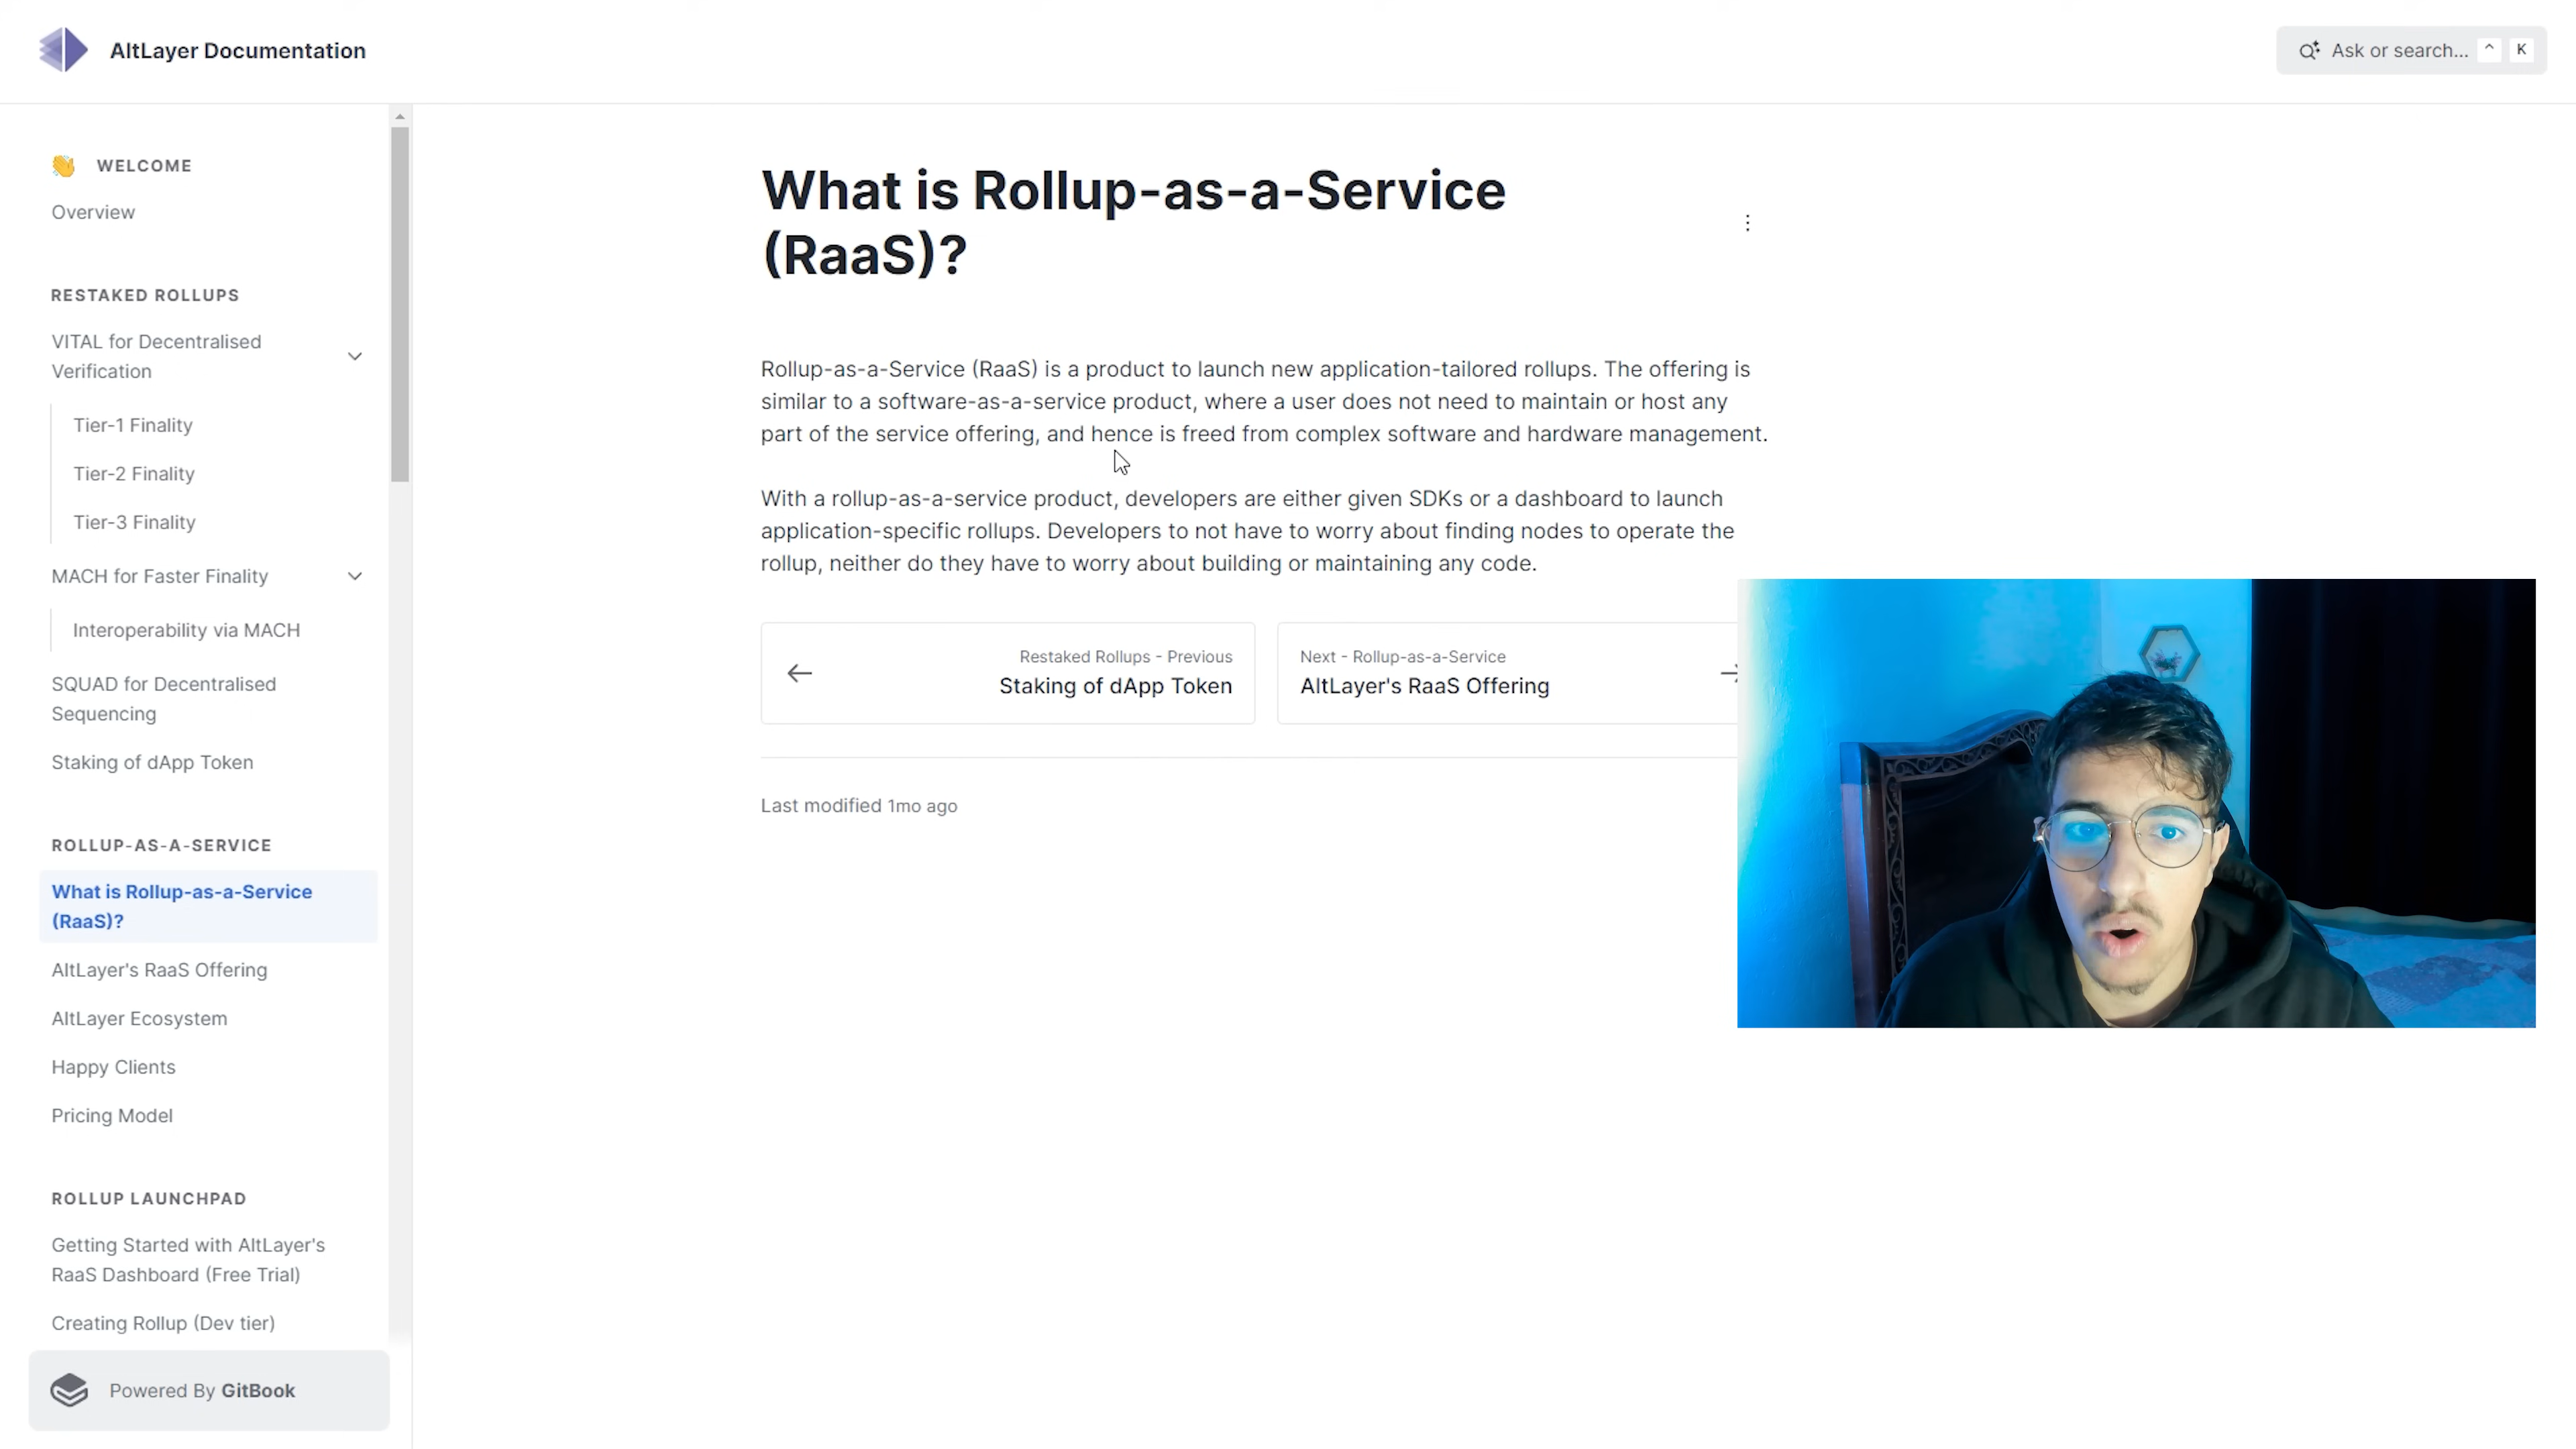 AltLayer Documentation
Ask or search...
^
K
WELCOME
Overview
RESTAKED ROLLUPS
VITAL for Decentralised
Verification
Tier-1 Finality
Tier-2 Finality
Tier-3 Finality
MACH for Faster Finality
Interoperability via MACH
SQUAD for Decentralised
Sequencing
Staking of dApp Token
ROLLUP-AS-A-SERVICE
What is Rollup-as-a-Service
(RaaS)?
AltLayer's RaaS Offering
AltLayer Ecosystem
Happy Clients
Pricing Model
ROLLUP LAUNCHPAD
Getting Started with AltLayer's
RaaS Dashboard (Free Trial)
Creating Rollup (Dev tier)
Powered By GitBook
What is Rollup-as-a-Service
(RaaS)?
Rollup-as-a-Service (RaaS) is a product to launch new application-tailored rollups. The offering is
similar to a software-as-a-service product, where a user does not need to maintain or host any
part of the service offering, and hence is freed from complex software and hardware management.
With a rollup-as-a-service product, developers are either given SDKs or a dashboard to launch
application-specific rollups. Developers to not have to worry about finding nodes to operate the
rollup, neither do they have to worry about building or maintaining any code.
Restaked Rollups - Previous
Staking of dApp Token
Next - Rollup-as-a-Service
AltLayer's RaaS Offering
Last modified 1mo ago